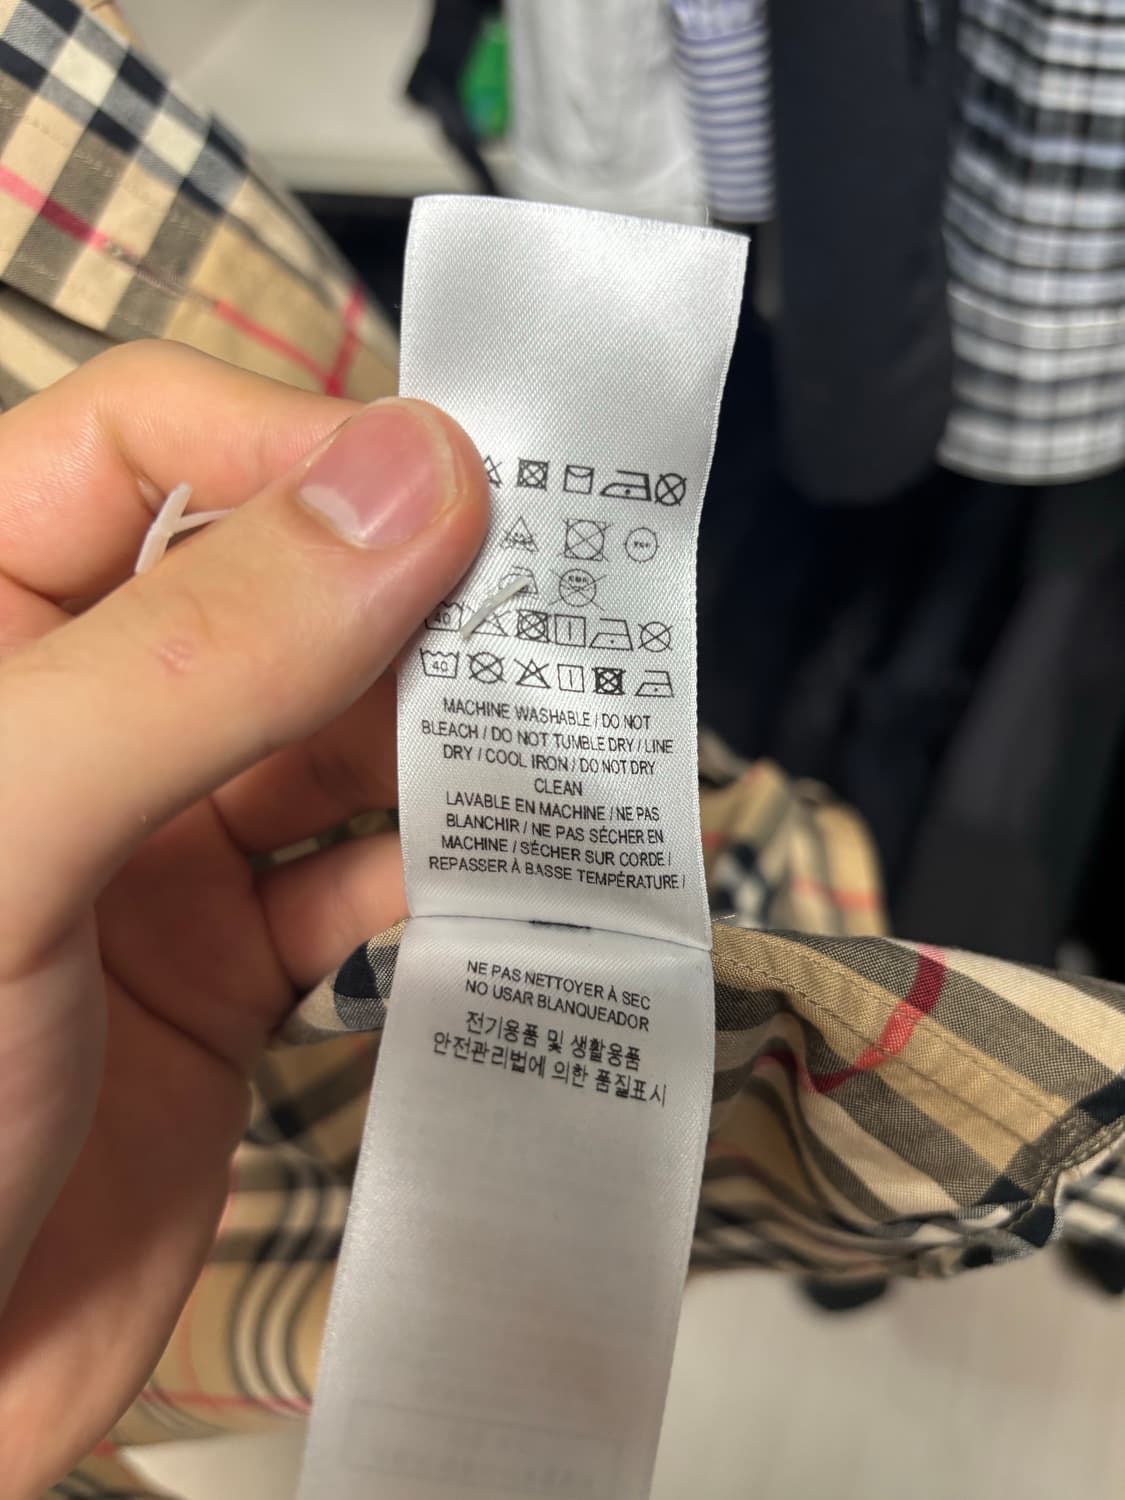 40
40
MACHINE WASHABLE / DO NOT
BLEACH / DO NOT TUMBLE DRY / LINE
DRY / COOL IRON / DO NOT DRY
CLEAN
LAVABLE EN MACHINE / NE PAS
BLANCHIR / NE PAS SÉCHER EN
MACHINE / SÉCHER SUR CORDE /
REPASSER À BASSE TEMPÉRATURE /
NE PAS NETTOYER À SEC
NO USAR BLANQUEADOR
전기용품 및 생활용품
안전관리법에 의한 품질표시